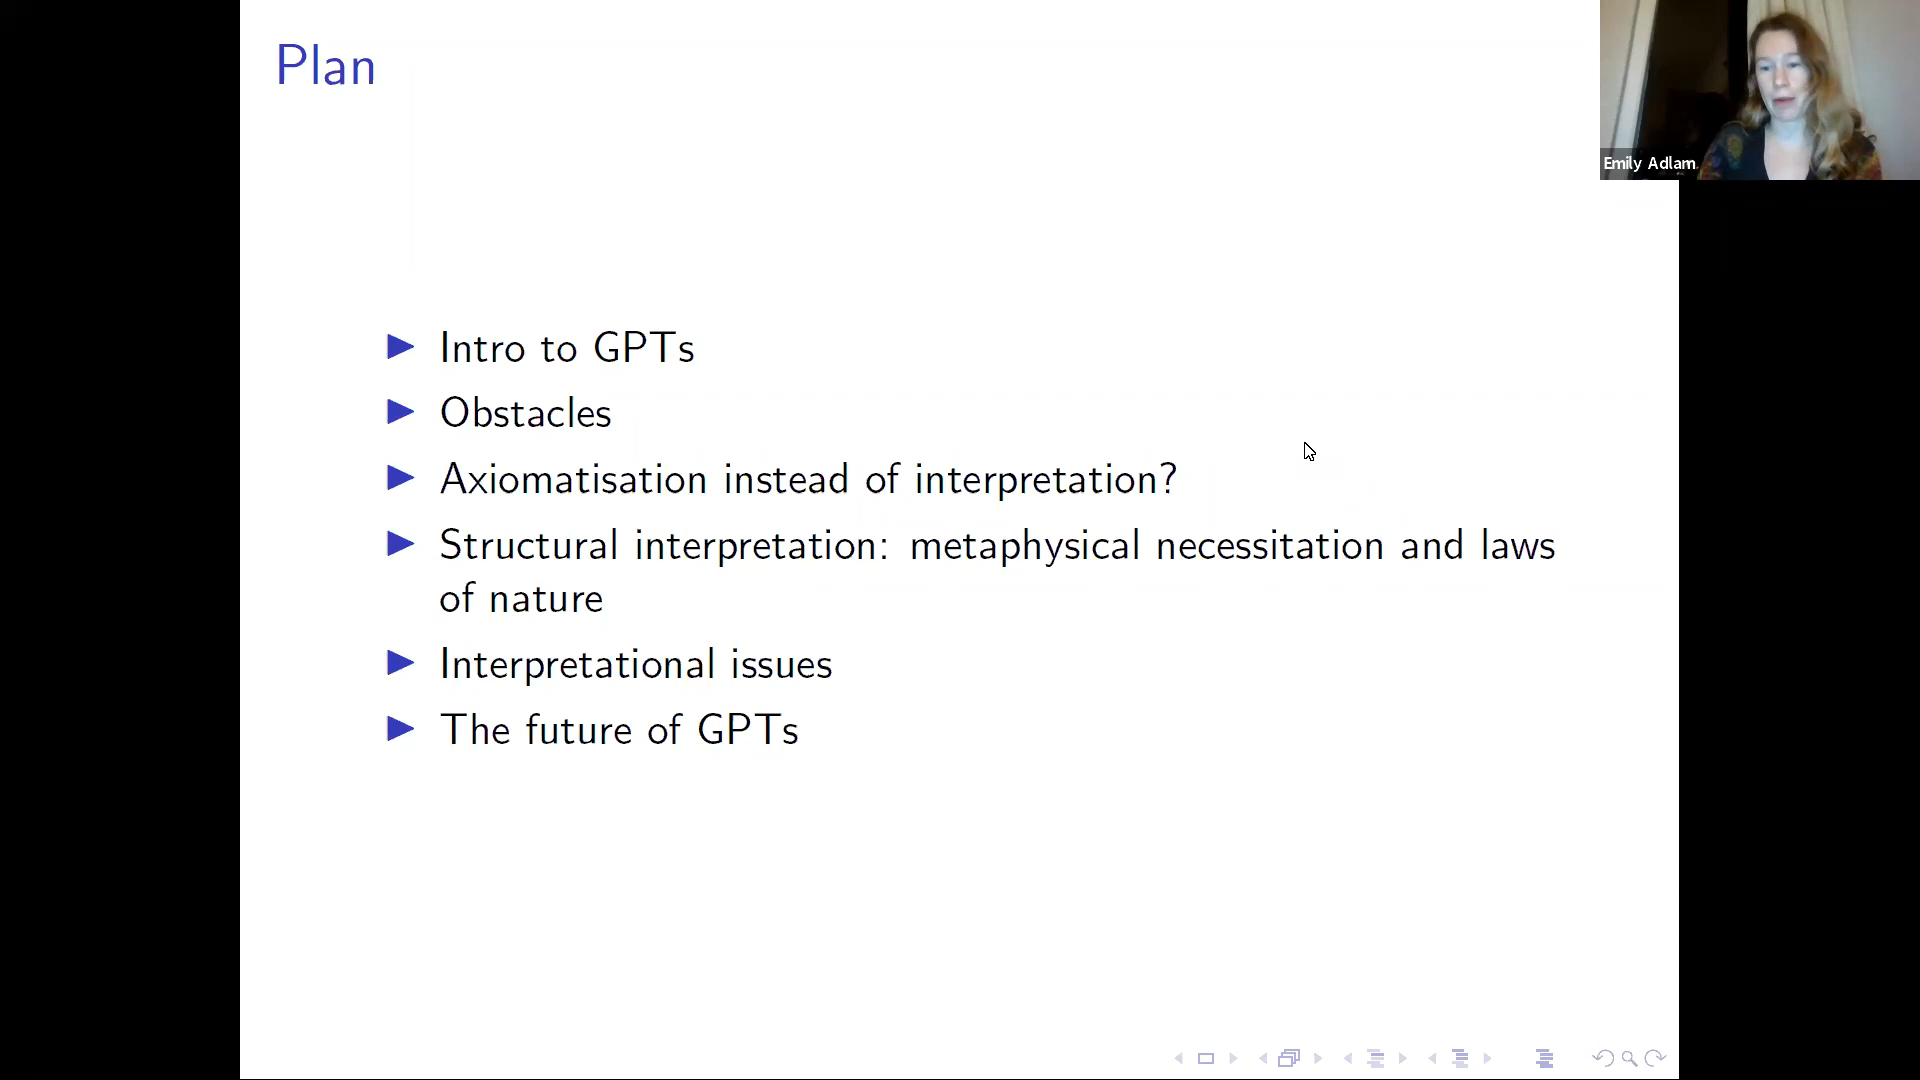 Plan
Emily Adlam
Intro to GPTs
Obstacles
Axiomatisation instead of interpretation?
Structural interpretation: metaphysical necessitation and laws
of nature
Interpretational issues
The future of GPTs